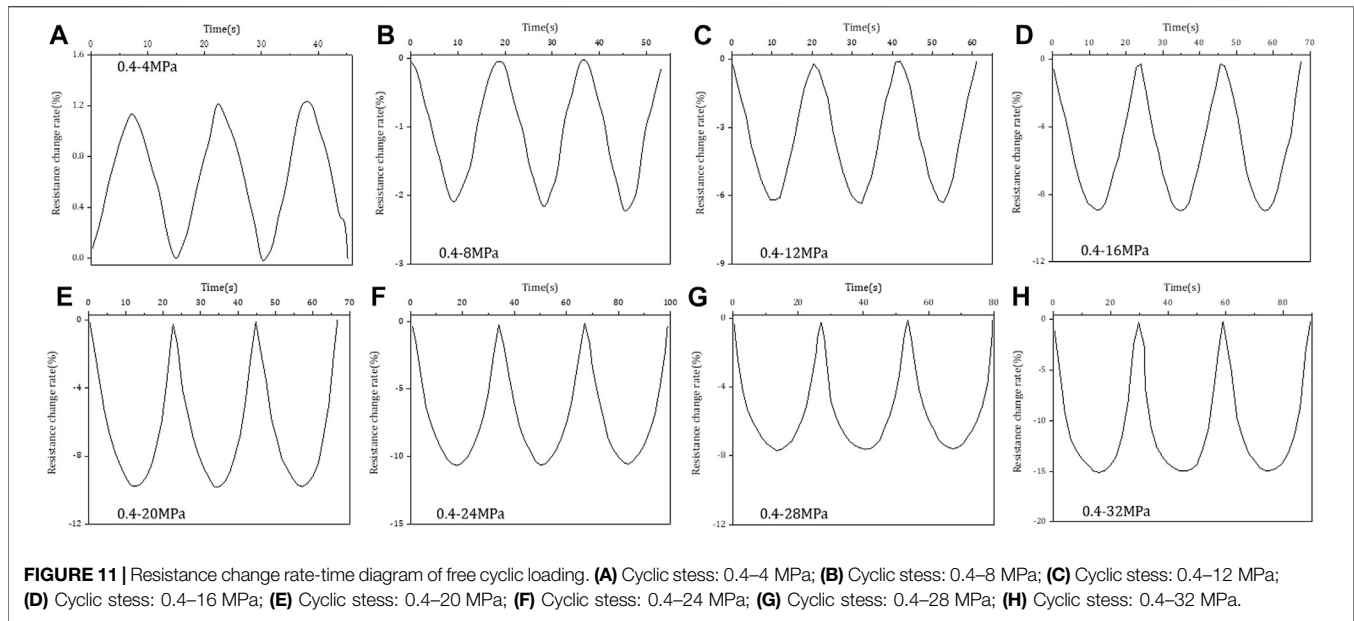 A
Time(s)
0 10 20 30 40
1.6
1.2
0.8
0.4
0.0
Resistance change rate(%)
0.4-4MPa
B
Time(s)
0 10 20 30 40 50
0
-1
-2
-3
Resistance change rate(%)
0.4-8MPa
C
Time(s)
0 10 20 30 40 50 60
0
-3
-6
-9
Resistance change rate(%)
0.4-12MPa
D
Time(s)
0 10 20 30 40 50 60 70
0
-4
-8
-12
Resistance change rate(%)
0.4-16MPa
E
Time(s)
0 10 20 30 40 50 60 70
0
-4
-8
-12
Resistance change rate(%)
0.4-20MPa
F
Time(s)
0 20 40 60 80 100
0
-5
-10
-15
Resistance change rate(%)
0.4-24MPa
G
Time(s)
0 20 40 60 80
0
-4
-8
-12
Resistance change rate(%)
0.4-28MPa
H
Time(s)
0 20 40 60 80
0
-5
-10
-15
-20
Resistance change rate(%)
0.4-32MPa
FIGURE 11 | Resistance change rate-time diagram of free cyclic loading. (A) Cyclic stess: 0.4–4 MPa; (B) Cyclic stess: 0.4–8 MPa; (C) Cyclic stess: 0.4–12 MPa;
(D) Cyclic stess: 0.4–16 MPa; (E) Cyclic stess: 0.4–20 MPa; (F) Cyclic stess: 0.4–24 MPa; (G) Cyclic stess: 0.4–28 MPa; (H) Cyclic stess: 0.4–32 MPa.